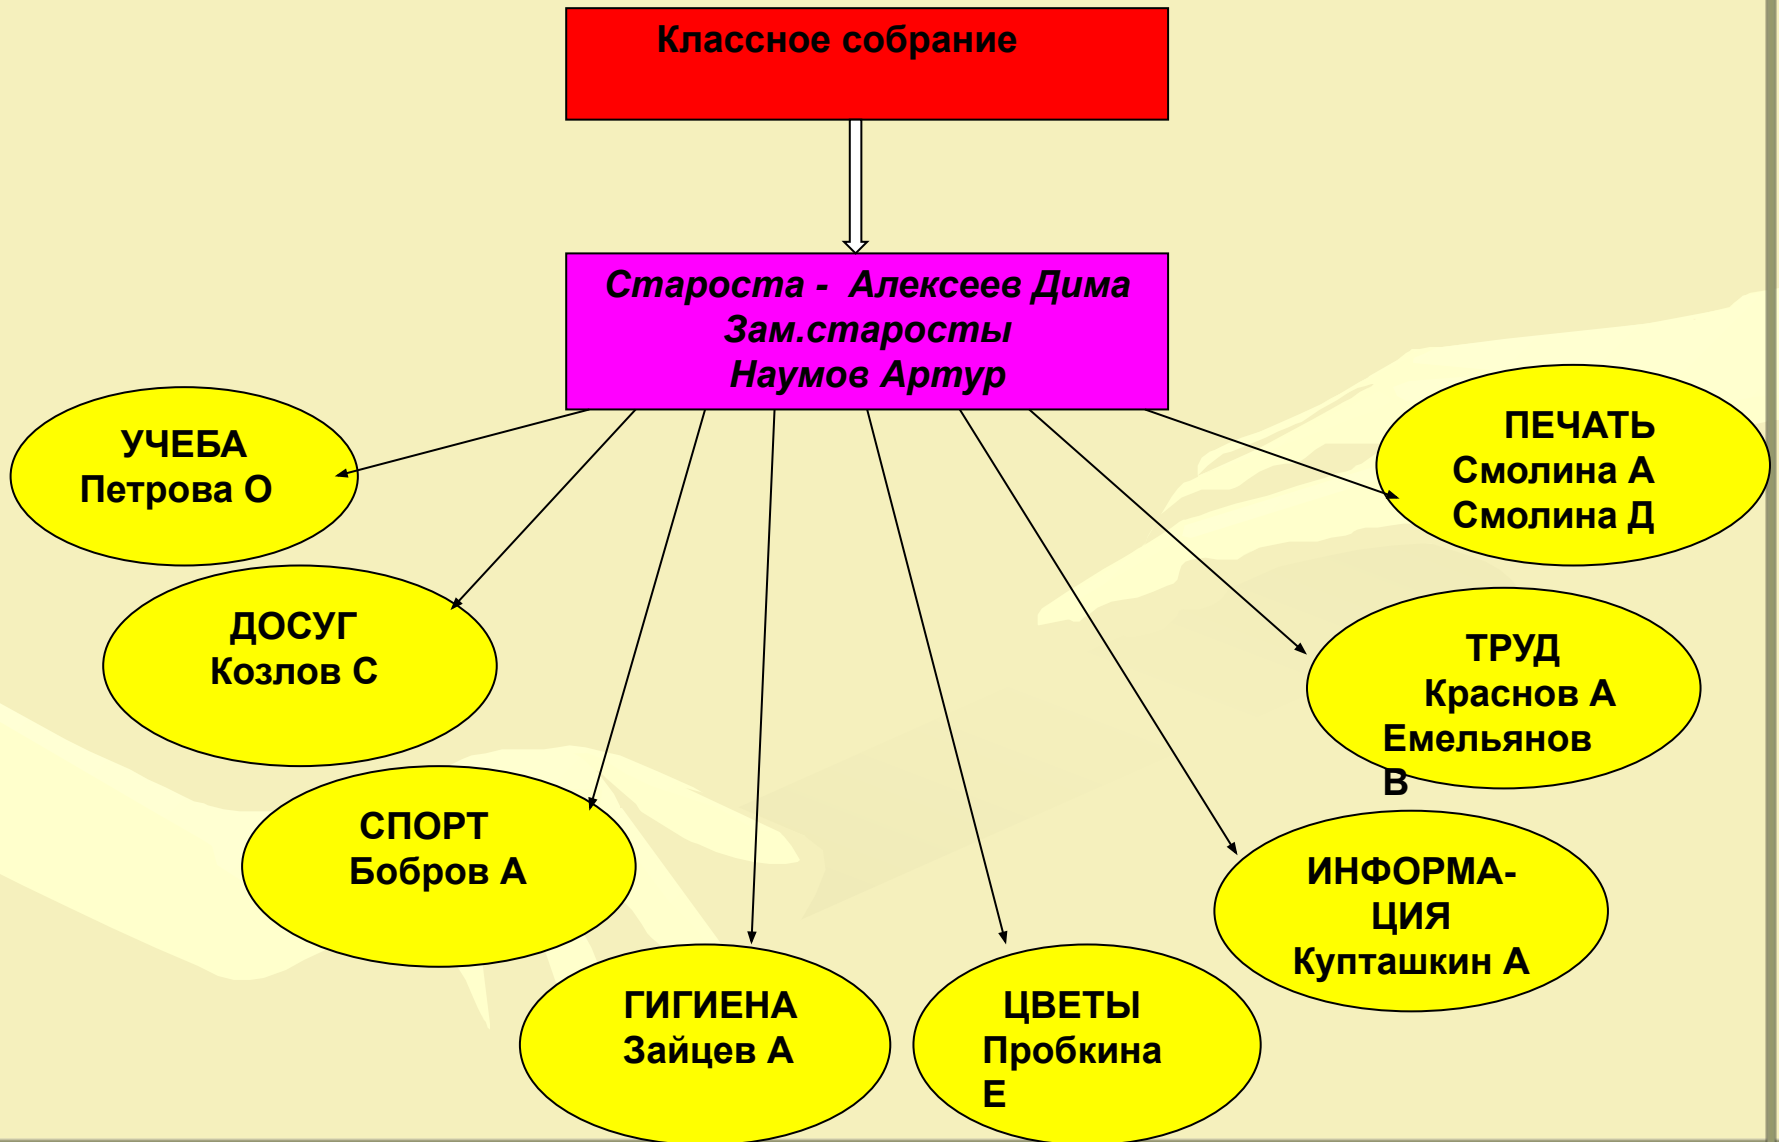 Классное собрание
Староста - Алексеев Дима
Зам.старосты
Наумов Артур
УЧЕБА
Петрова О
ДОСУГ
Козлов С
СПОРТ
Бобров А
ГИГИЕНА
Зайцев А
ЦВЕТЫ
Пробкина
Е
ИНФОРМА-
ЦИЯ
Купташкин А
ТРУД
Краснов А
Емельянов
В
ПЕЧАТЬ
Смолина А
Смолина Д